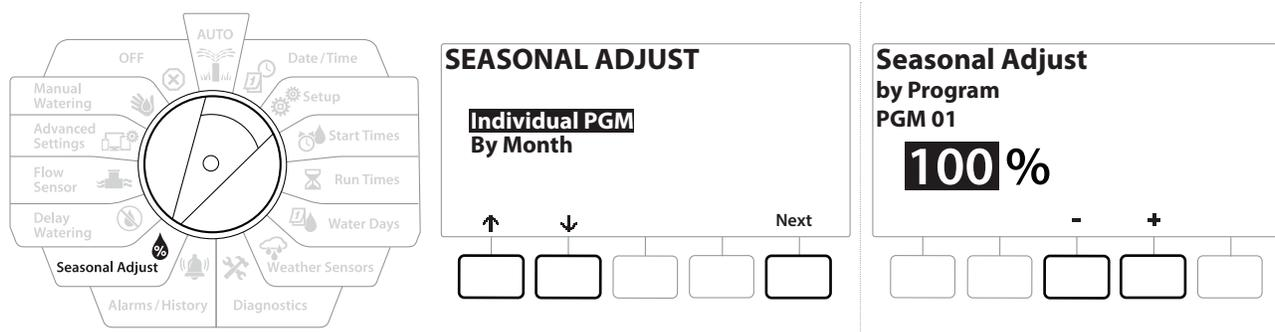 AUTO
OFF
Date/Time
Manual
Watering
Setup
Advanced
Settings
Start Times
Flow
Sensor
Run Times
Delay
Watering
Water Days
%
Seasonal Adjust
Weather Sensors
Alarms/History
Diagnostics
SEASONAL ADJUST
Individual PGM
By Month
Next
Seasonal Adjust
by Program
PGM 01
100%
- +